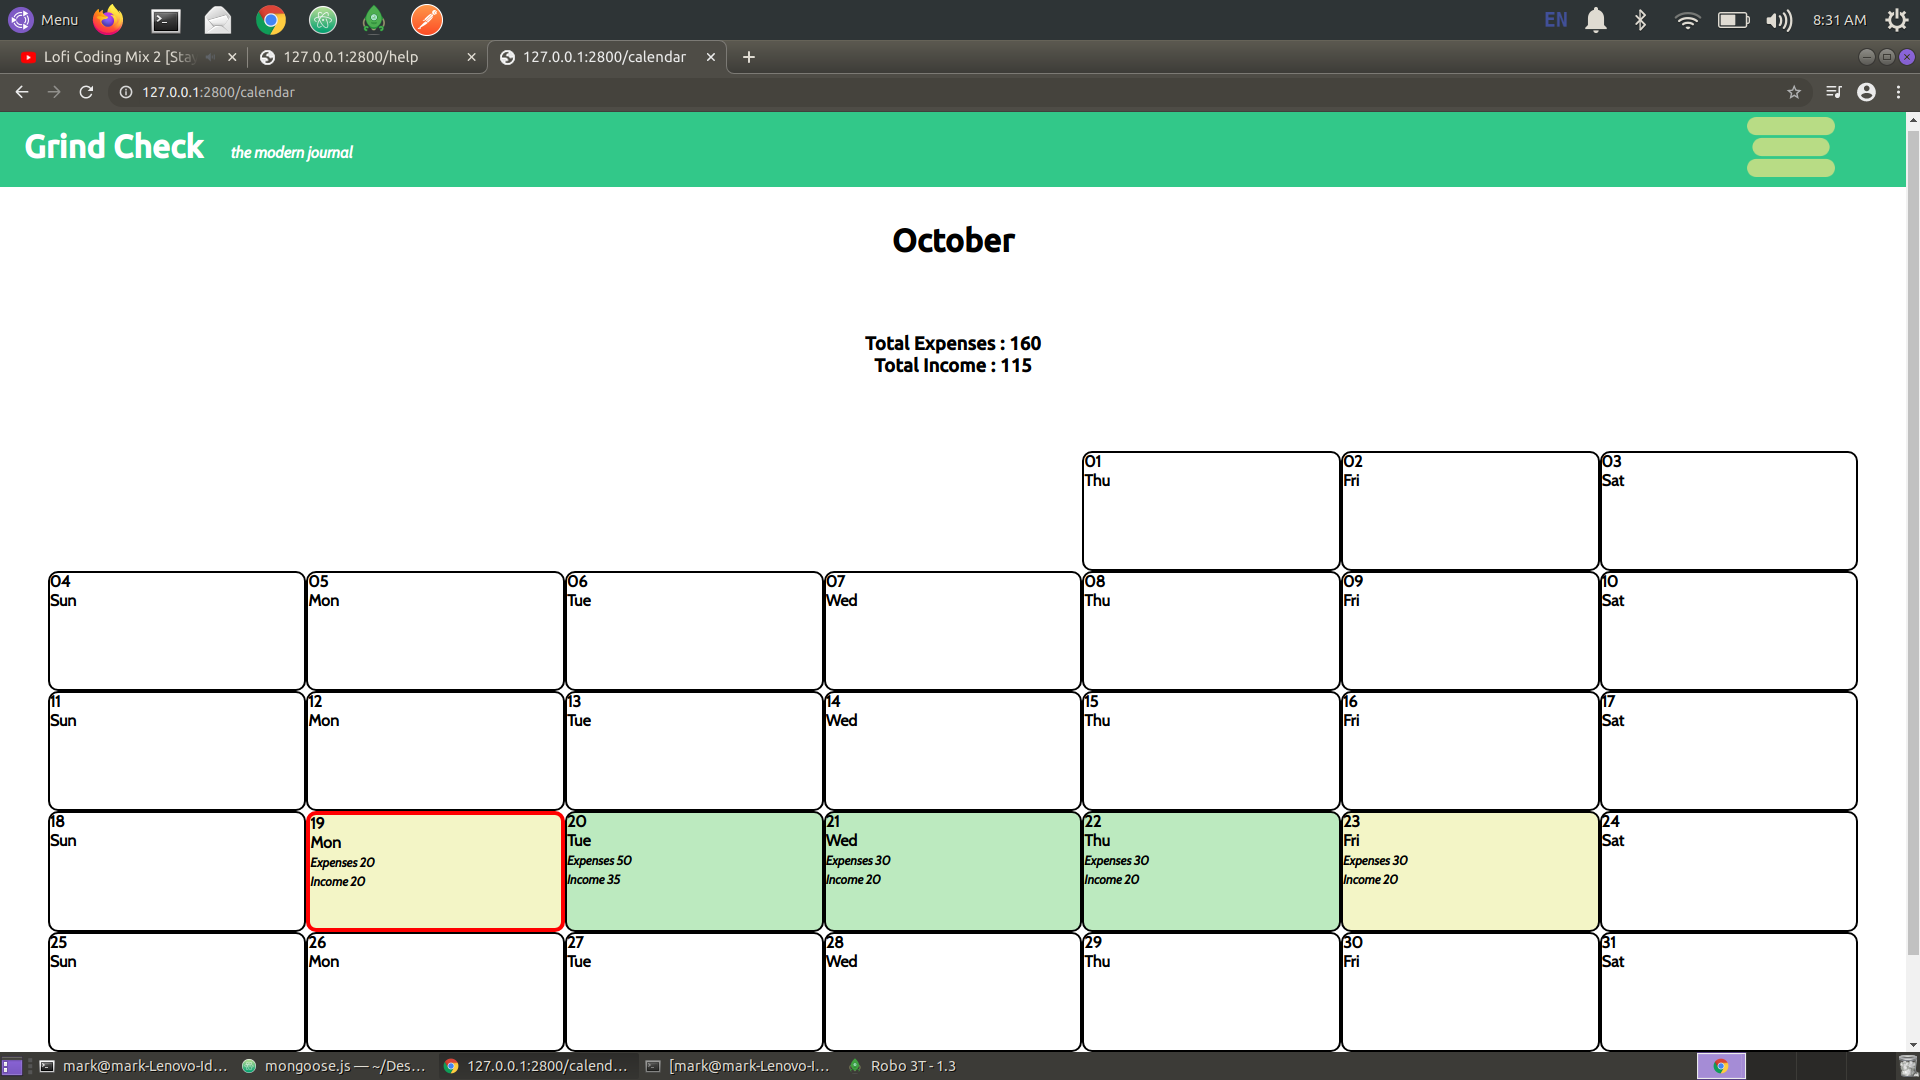 Menu
EN
8:31 AM
Lofi Coding Mix 2 [Stay
127.0.0.1:2800/help
127.0.0.1:2800/calendar
127.0.0.1:2800/calendar
Grind Check the modern journal
October
Total Expenses : 160
Total Income : 115
01 02 03
Thu Fri Sat
04 05 06 07 08 09 10
Sun Mon Tue Wed Thu Fri Sat
11 12 13 14 15 16 17
Sun Mon Tue Wed Thu Fri Sat
18 19 20 21 22 23 24
Sun Mon Tue Wed Thu Fri Sat
Expenses 20 Expenses 50 Expenses 30 Expenses 30 Expenses 30
Income 20 Income 35 Income 20 Income 20 Income 20
25 26 27 28 29 30 31
Sun Mon Tue Wed Thu Fri Sat
mark@mark-Lenovo-Id... mongoose.js — ~/Des... 127.0.0.1:2800/calend... [mark@mark-Lenovo-I... Robo 3T - 1.3